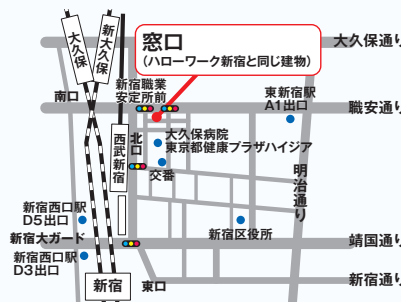 大久保
新大久保
窓口
(ハローワーク新宿と同じ建物)
大久保通り
新宿職業
安定所前
南口
東新宿駅
A1出口
職安通り
西武新宿
北口
大久保病院
東京都健康プラザハイジア
交番
明治通り
新宿西口駅
D5出口
新宿区役所
新宿大ガード
靖国通り
新宿西口駅
D3出口
新宿
東口
新宿通り